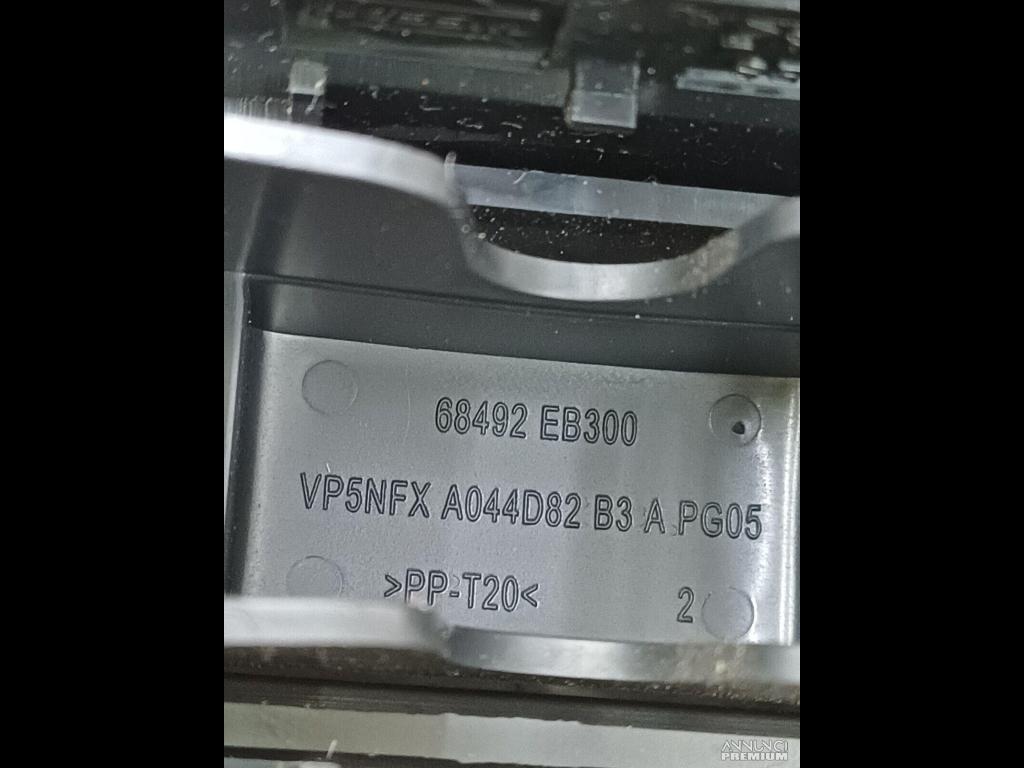 68492 EB300
VP5NFX A044D82 B3 A PG05
>PP-T20<
2
ANNUNCI
PREMIUM